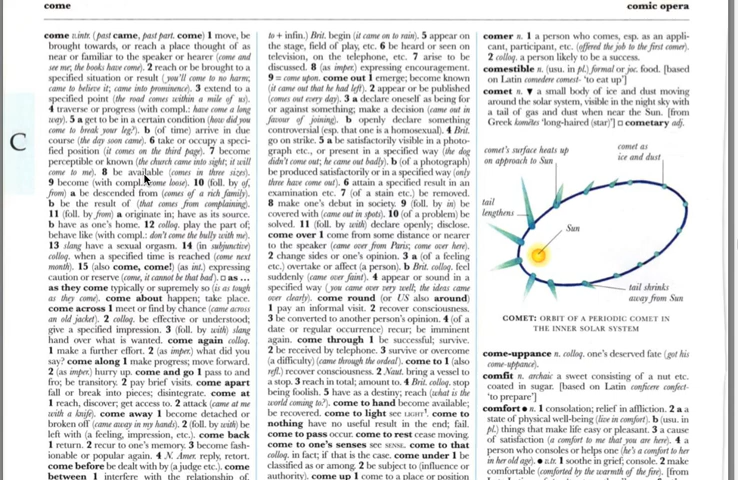 come
comic opera
C
come v.intr. (past came, past part. come) 1 move, be
brought towards, or reach a place thought of as
near or familiar to the speaker or hearer (come and
see me; the books have come). 2 reach or be brought to a
specified situation or result (you'll come to no harm;
came to believe it; came into prominence). 3 extend to a
specified point (the road comes within a mile of us).
4 traverse or progress (with compl.: have come a long
way). 5 a get to be in a certain condition (how did you
come to break your leg?). b (of time) arrive in due
course (the day soon came). 6 take or occupy a speci-
fied position (it comes on the third page). 7 become
perceptible or known (the church came into sight; it will
come to me). 8 be available (comes in three sizes).
9 become (with compl.: come loose). 10 (foll. by of,
from) a be descended from (comes of a rich family).
b be the result of (that comes from complaining).
11 (foll. by from) a originate in; have as its source.
b have as one's home. 12 colloq. play the part of;
behave like (with compl.: don't come the bully with me).
13 slang have a sexual orgasm. 14 (in subjunctive)
colloq. when a specified time is reached (come next
month). 15 (also come, come!) (as int.) expressing
caution or reserve (come, it cannot be that bad). □ as ...
as they come typically or supremely so (is as tough
as they come). come about happen; take place.
come across 1 meet or find by chance (came across
an old jacket). 2 colloq. be effective or understood;
give a specified impression. 3 (foll. by with) slang
hand over what is wanted. come again colloq.
1 make a further effort. 2 (as imper.) what did you
say? come along 1 make progress; move forward.
2 (as imper.) hurry up. come and go 1 pass to and
fro; be transitory. 2 pay brief visits. come apart
fall or break into pieces; disintegrate. come at
1 reach, discover; get access to. 2 attack (came at me
with a knife). come away 1 become detached or
broken off (came away in my hands). 2 (foll. by with) be
left with (a feeling, impression, etc.). come back
1 return. 2 recur to one's memory. 3 become fash-
ionable or popular again. 4 N. Amer. reply, retort.
come before be dealt with by (a judge etc.). come
between 1 interfere with the relationship of.
to + infin.) Brit. begin (it came on to rain). 5 appear on
the stage, field of play, etc. 6 be heard or seen on
television, on the telephone, etc. 7 arise to be
discussed. 8 (as imper.) expressing encouragement.
9 = come upon. come out 1 emerge; become known
(it came out that he had left). 2 appear or be published
(comes out every day). 3 a declare oneself as being for
or against something; make a decision (came out in
favour of joining). b openly declare something
controversial (esp. that one is a homosexual). 4 Brit.
go on strike. 5 a be satisfactorily visible in a photo-
graph etc., or present in a specified way (the dog
didn't come out; he came out badly). b (of a photograph)
be produced satisfactorily or in a specified way (only
three have come out). 6 attain a specified result in an
examination etc. 7 (of a stain etc.) be removed.
8 make one's debut in society. 9 (foll. by in) be
covered with (came out in spots). 10 (of a problem) be
solved. 11 (foll. by with) declare openly; disclose.
come over 1 come from some distance or nearer
to the speaker (came over from Paris; come over here).
2 change sides or one's opinion. 3 a (of a feeling
etc.) overtake or affect (a person). b Brit. colloq. feel
suddenly (came over faint). 4 appear or sound in a
specified way (you came over very well; the ideas came
over clearly). come round (or US also around)
1 pay an informal visit. 2 recover consciousness.
3 be converted to another person's opinion. 4 (of a
date or regular occurrence) recur; be imminent
again. come through 1 be successful; survive.
2 be received by telephone. 3 survive or overcome
(a difficulty) (came through the ordeal). come to 1 (also
refl.) recover consciousness. 2 Naut. bring a vessel to
a stop. 3 reach in total; amount to. 4 Brit. colloq. stop
being foolish. 5 have as a destiny; reach (what is the
world coming to?). come to hand become available;
be recovered. come to light see LIGHT¹. come to
nothing have no useful result in the end; fail.
come to pass occur. come to rest cease moving.
come to one's senses see SENSE. come to that
colloq. in fact; if that is the case. come under 1 be
classified as or among. 2 be subject to (influence or
authority). come up 1 come to a place or position
comer n. 1 a person who comes, esp. as an appli-
cant, participant, etc. (offered the job to the first comer).
2 colloq. a person likely to be a success.
comestible n. (usu. in pl.) formal or joc. food. [based
on Latin comedere comest- 'to eat up']
comet n. ▼ a small body of ice and dust moving
around the solar system, visible in the night sky with
a tail of gas and dust when near the Sun. [from
Greek komētēs 'long-haired (star)'] □ cometary adj.
comet's surface heats up
on approach to Sun
comet as
ice and dust
tail
lengthens
Sun
tail shrinks
away from Sun
COMET: ORBIT OF A PERIODIC COMET IN
THE INNER SOLAR SYSTEM
come-uppance n. colloq. one's deserved fate (got his
come-uppance).
comfit n. archaic a sweet consisting of a nut etc.
coated in sugar. [based on Latin conficere confect-
'to prepare']
comfort ● n. 1 consolation; relief in affliction. 2 a a
state of physical well-being (live in comfort). b (usu. in
pl.) things that make life easy or pleasant. 3 a cause
of satisfaction (a comfort to me that you are here). 4 a
person who consoles or helps one (he's a comfort to
her in her old age). ● v.tr. 1 soothe in grief; console. 2 make
comfortable (comforted by the warmth of the fire). [from